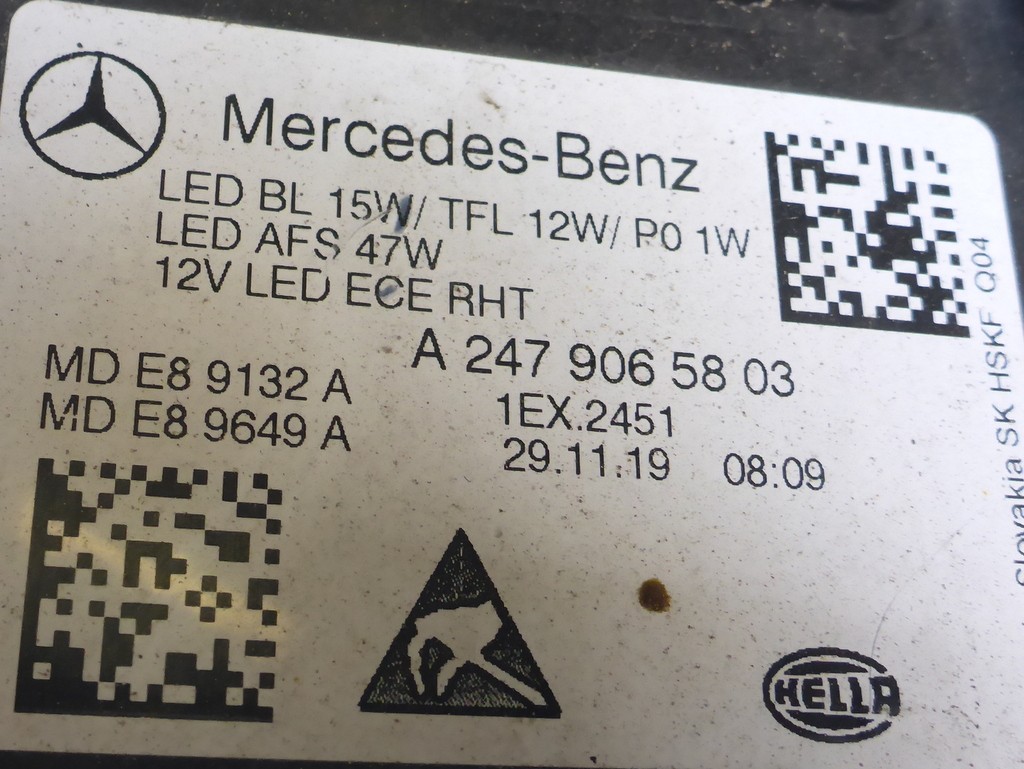 Mercedes-Benz
LED BL 15W/ TFL 12W/ PO 1W
LED AFS 47W
12V LED ECE RHT
A 247 906 58 03
MD E8 9132 A
MD E8 9649 A
1EX.2451
29.11.19 08:09
Slovakia SK HSKF Q04
HELLA